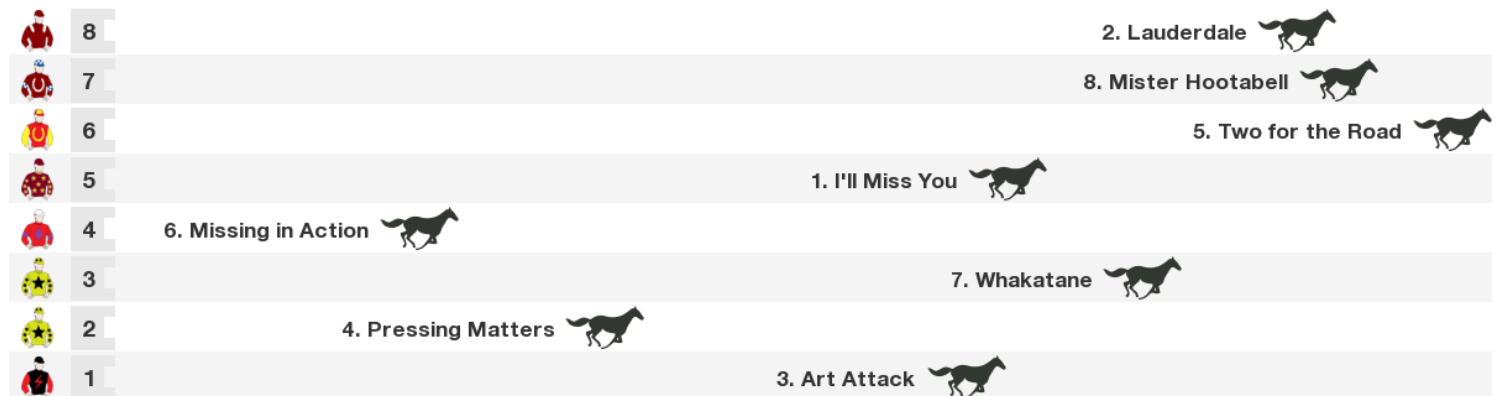 8 2. Lauderdale
7 8. Mister Hootabell
6 5. Two for the Road
5 1. I'll Miss You
4 6. Missing in Action
3 7. Whakatane
2 4. Pressing Matters
1 3. Art Attack